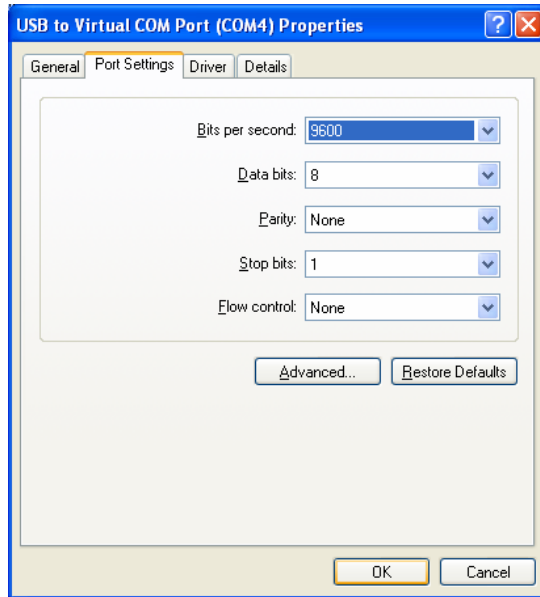 USB to Virtual COM Port (COM4) Properties
General Port Settings Driver Details
Bits per second: 9600
Data bits: 8
Parity: None
Stop bits: 1
Flow control: None
Advanced... Restore Defaults
OK Cancel